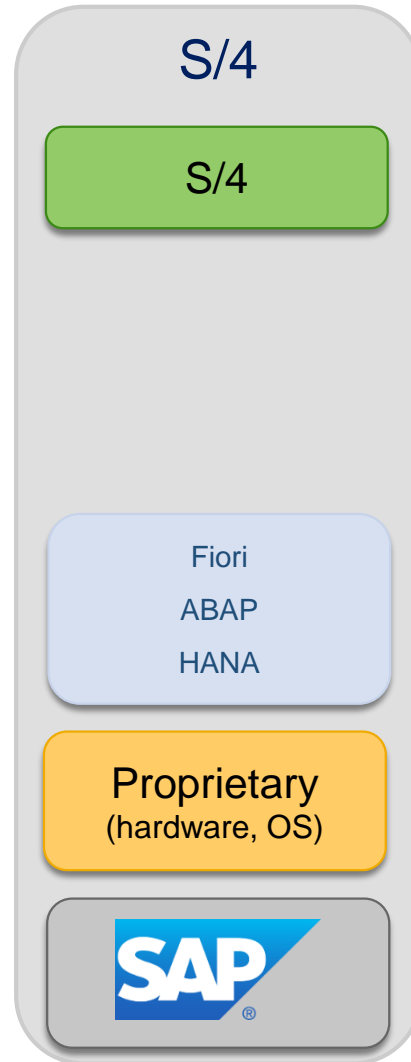 S/4
S/4
Fiori
ABAP
HANA
Proprietary
(hardware, OS)
SAP
®